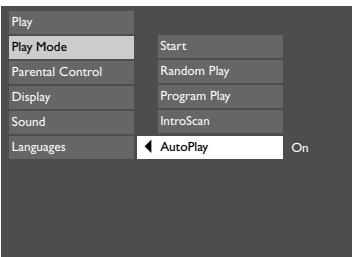 Play
Play Mode
Parental Control
Display
Sound
Languages
Start
Random Play
Program Play
IntroScan
AutoPlay
On